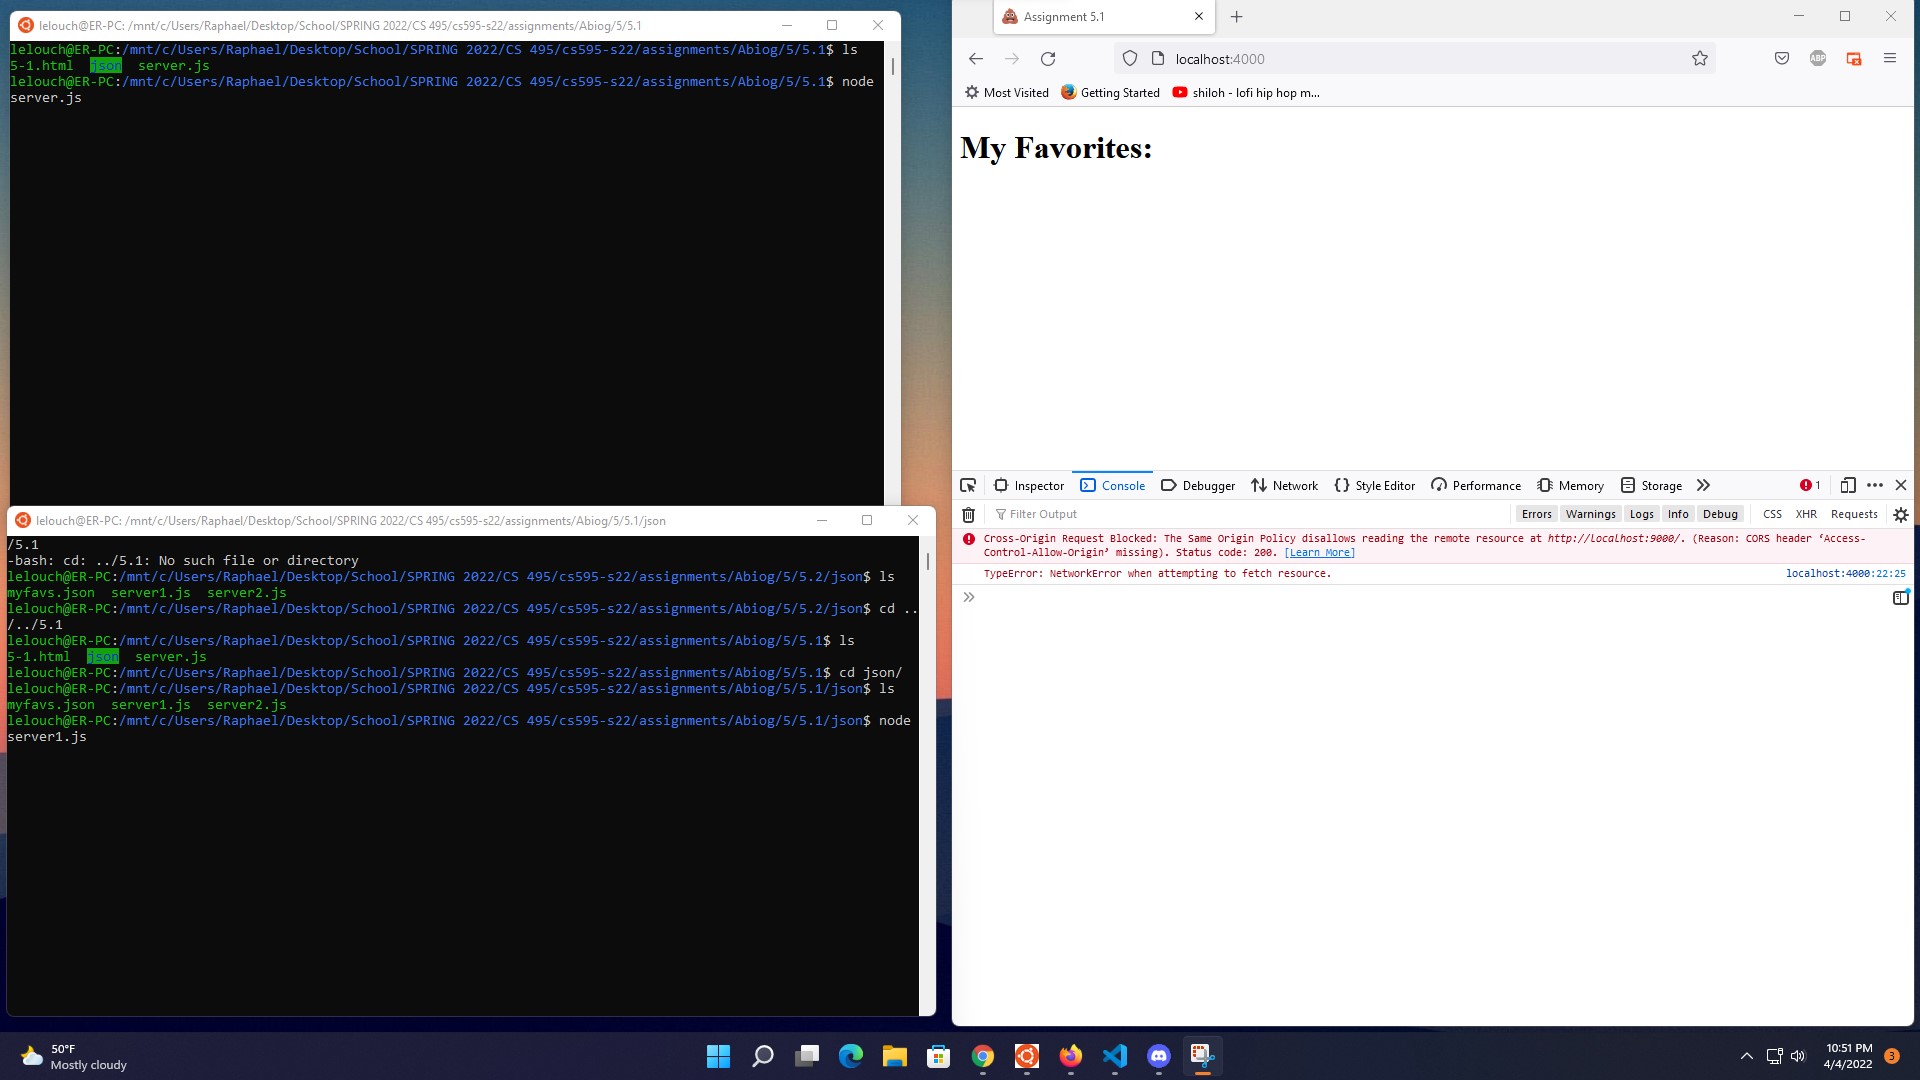 lelouch@ER-PC: /mnt/c/Users/Raphael/Desktop/School/SPRING 2022/CS 495/cs595-s22/assignments/Abiog/5/5.1
lelouch@ER-PC:/mnt/c/Users/Raphael/Desktop/School/SPRING 2022/CS 495/cs595-s22/assignments/Abiog/5/5.1$ ls
5-1.html  json  server.js
lelouch@ER-PC:/mnt/c/Users/Raphael/Desktop/School/SPRING 2022/CS 495/cs595-s22/assignments/Abiog/5/5.1$ node
server.js
lelouch@ER-PC: /mnt/c/Users/Raphael/Desktop/School/SPRING 2022/CS 495/cs595-s22/assignments/Abiog/5/5.1/json
/5.1
-bash: cd: ../5.1: No such file or directory
lelouch@ER-PC:/mnt/c/Users/Raphael/Desktop/School/SPRING 2022/CS 495/cs595-s22/assignments/Abiog/5/5.2/json$ ls
myfavs.json  server1.js  server2.js
lelouch@ER-PC:/mnt/c/Users/Raphael/Desktop/School/SPRING 2022/CS 495/cs595-s22/assignments/Abiog/5/5.2/json$ cd ..
/../5.1
lelouch@ER-PC:/mnt/c/Users/Raphael/Desktop/School/SPRING 2022/CS 495/cs595-s22/assignments/Abiog/5/5.1$ ls
5-1.html  json  server.js
lelouch@ER-PC:/mnt/c/Users/Raphael/Desktop/School/SPRING 2022/CS 495/cs595-s22/assignments/Abiog/5/5.1$ cd json/
lelouch@ER-PC:/mnt/c/Users/Raphael/Desktop/School/SPRING 2022/CS 495/cs595-s22/assignments/Abiog/5/5.1/json$ ls
myfavs.json  server1.js  server2.js
lelouch@ER-PC:/mnt/c/Users/Raphael/Desktop/School/SPRING 2022/CS 495/cs595-s22/assignments/Abiog/5/5.1/json$ node
server1.js
Assignment 5.1
localhost:4000
ABP
Most Visited  Getting Started  shiloh - lofi hip hop m...
My Favorites:
Inspector  Console  Debugger  Network  Style Editor  Performance  Memory  Storage  1
Filter Output  Errors  Warnings  Logs  Info  Debug  CSS  XHR  Requests
Cross-Origin Request Blocked: The Same Origin Policy disallows reading the remote resource at http://localhost:9000/. (Reason: CORS header ‘Access-
Control-Allow-Origin’ missing). Status code: 200. [Learn More]
TypeError: NetworkError when attempting to fetch resource.  localhost:4000:22:25
50°F
Mostly cloudy
10:51 PM
4/4/2022
3